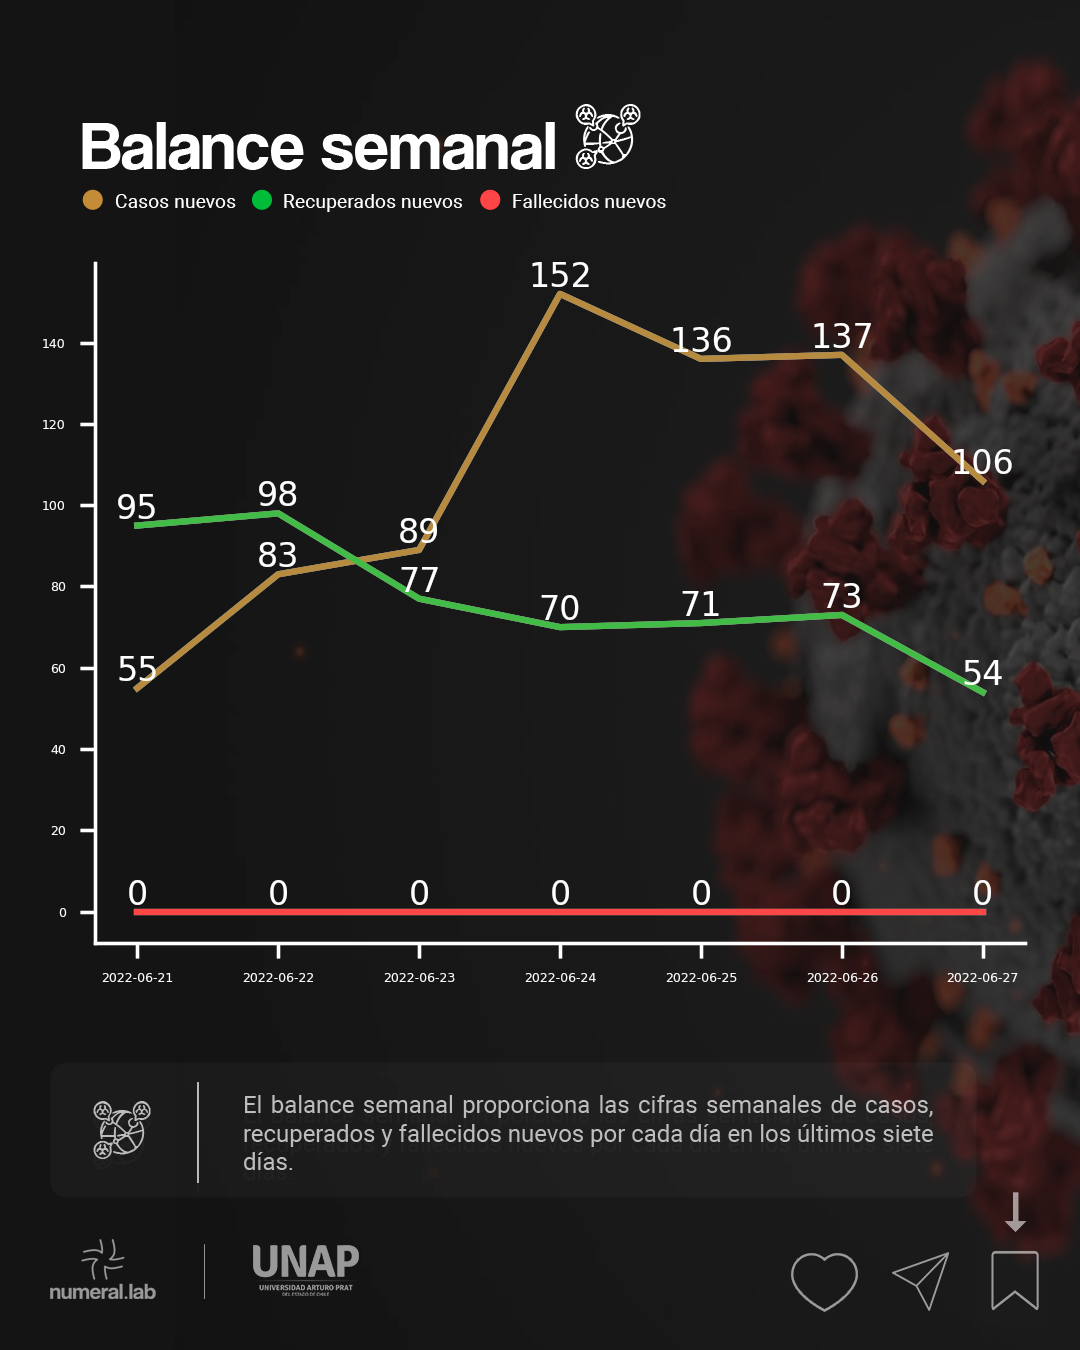 Balance semanal
Casos nuevos Recuperados nuevos Fallecidos nuevos
152
140
136
137
120
106
100
95
98
89
83
80
77
70
71
73
60
55
54
40
20
0
0 0 0 0 0 0 0
2022-06-21 2022-06-22 2022-06-23 2022-06-24 2022-06-25 2022-06-26 2022-06-27
El balance semanal proporciona las cifras semanales de casos,
recuperados y fallecidos nuevos por cada día en los últimos siete
días.
numeral.lab
UNAP
UNIVERSIDAD ARTURO PRAT
DEL ESTADO DE CHILE